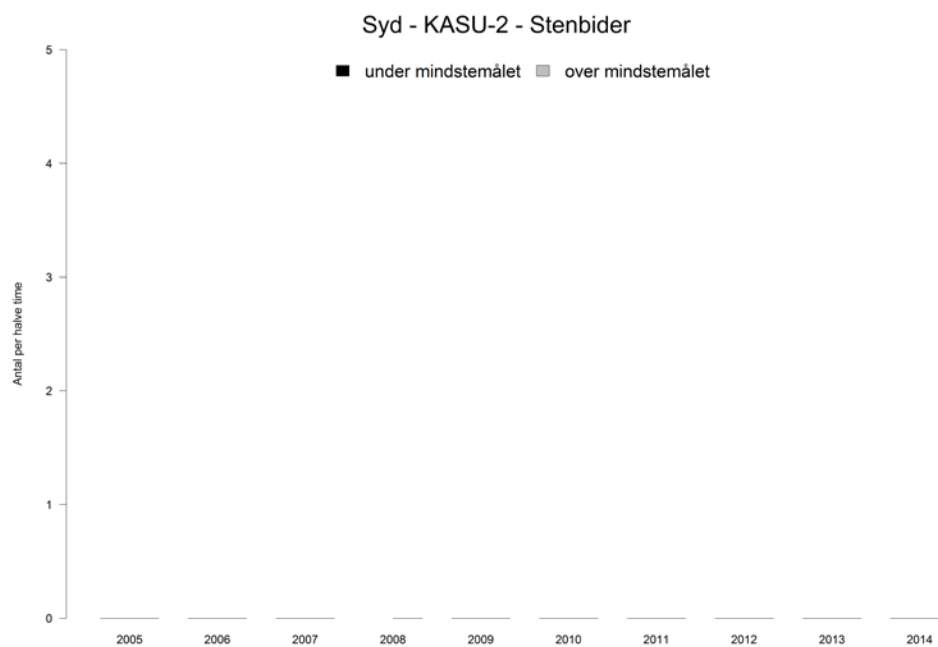 Syd - KASU-2 - Stenbider
under mindstemålet over mindstemålet
Antal per halve time
5
4
3
2
1
0
2005 2006 2007 2008 2009 2010 2011 2012 2013 2014